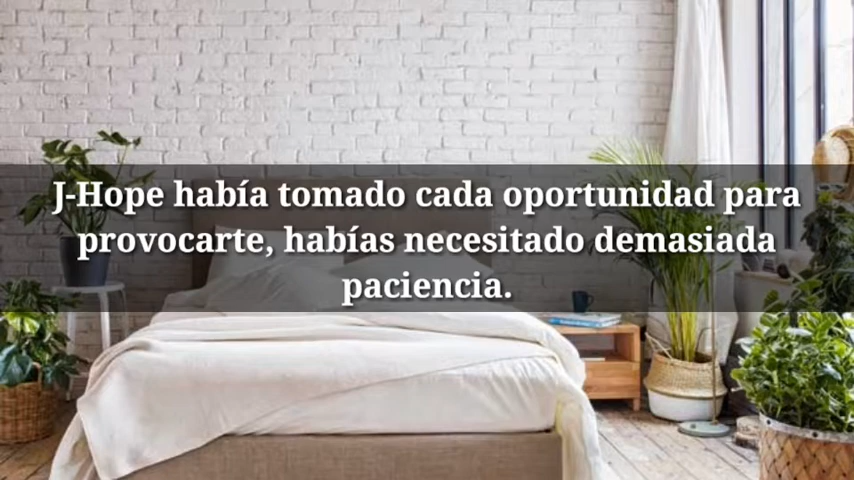 J-Hope había tomado cada oportunidad para
provocarte, habías necesitado demasiada
paciencia.